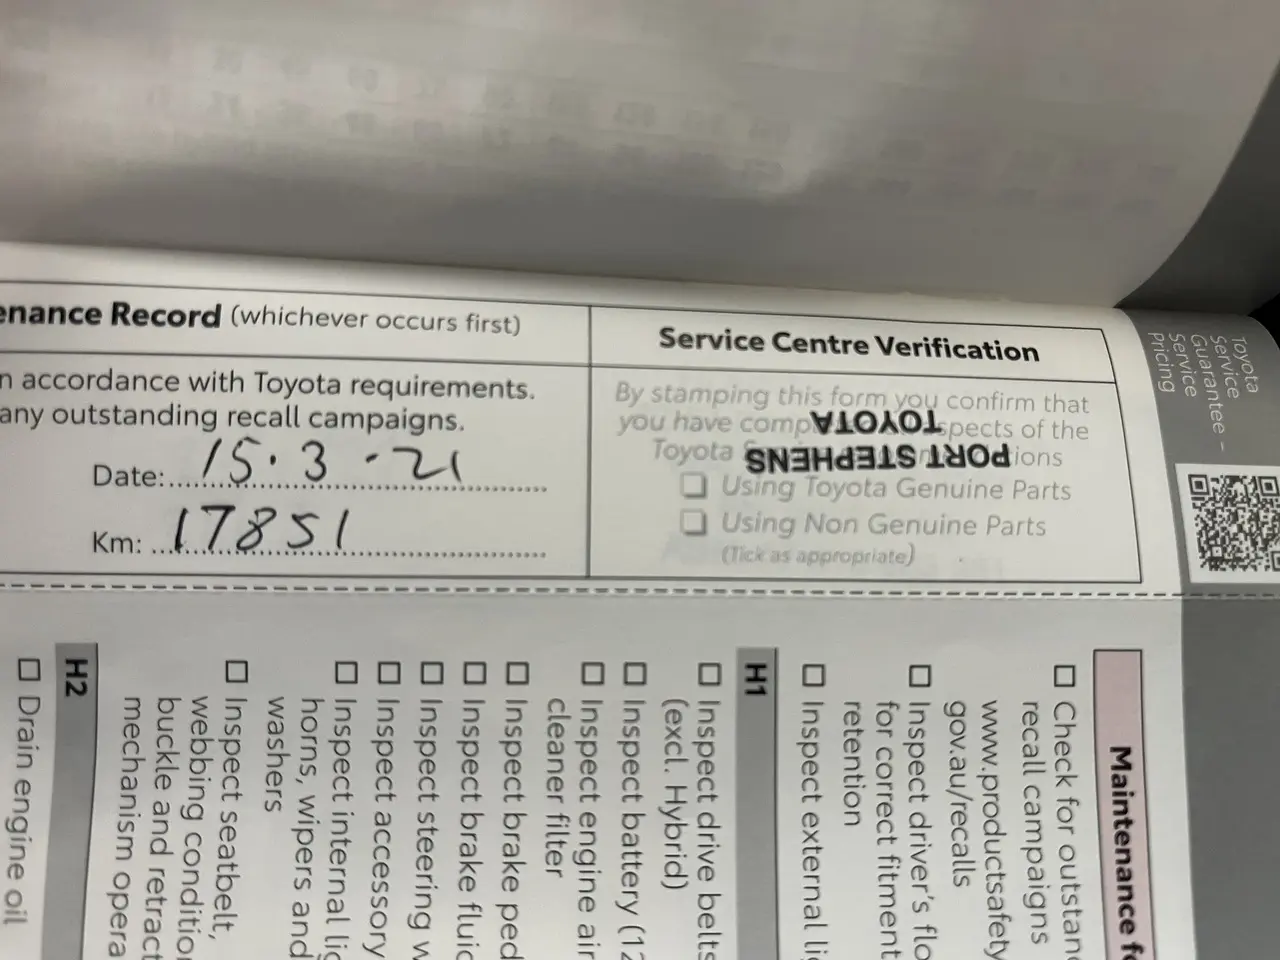 enance Record (whichever occurs first)
n accordance with Toyota requirements.
any outstanding recall campaigns.
Date: 15.3.21
Km: 17851
Service Centre Verification
By stamping this form you confirm that
you have comp spects of the
Toyota ions
Using Toyota Genuine Parts
Using Non Genuine Parts
(Tick as appropriate)
PORT STEPHENS
TOYOTA
Toyota
Service
Guarantee –
Service
Pricing
Maintenance fo
Check for outstand
recall campaigns
www.productsafety
gov.au/recalls
Inspect driver's flo
for correct fitment
retention
Inspect external lig
H1
Inspect drive belts
(excl. Hybrid)
Inspect battery (12
Inspect engine air
cleaner filter
Inspect brake ped
Inspect brake fluid
Inspect steering w
Inspect accessory
Inspect internal lig
horns, wipers and
washers
Inspect seatbelt,
webbing condition
buckle and retract
mechanism opera
H2
Drain engine oil